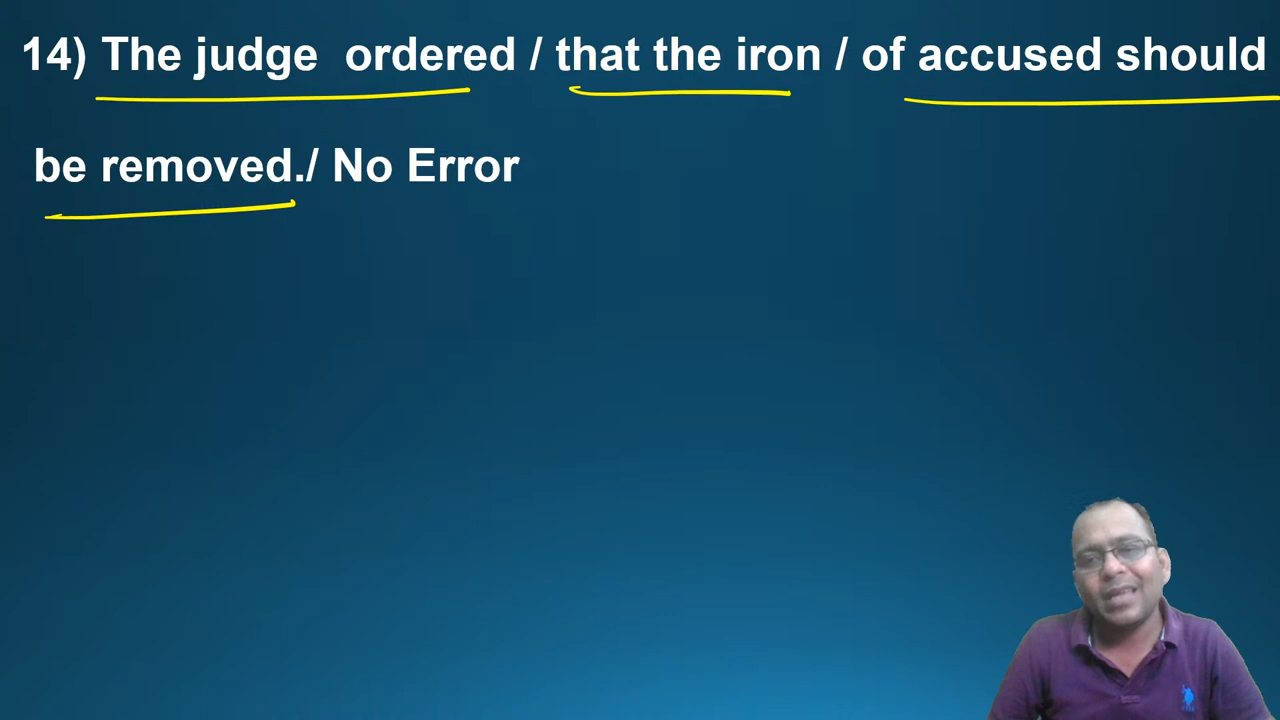 14) The judge ordered / that the iron / of accused should
be removed./ No Error